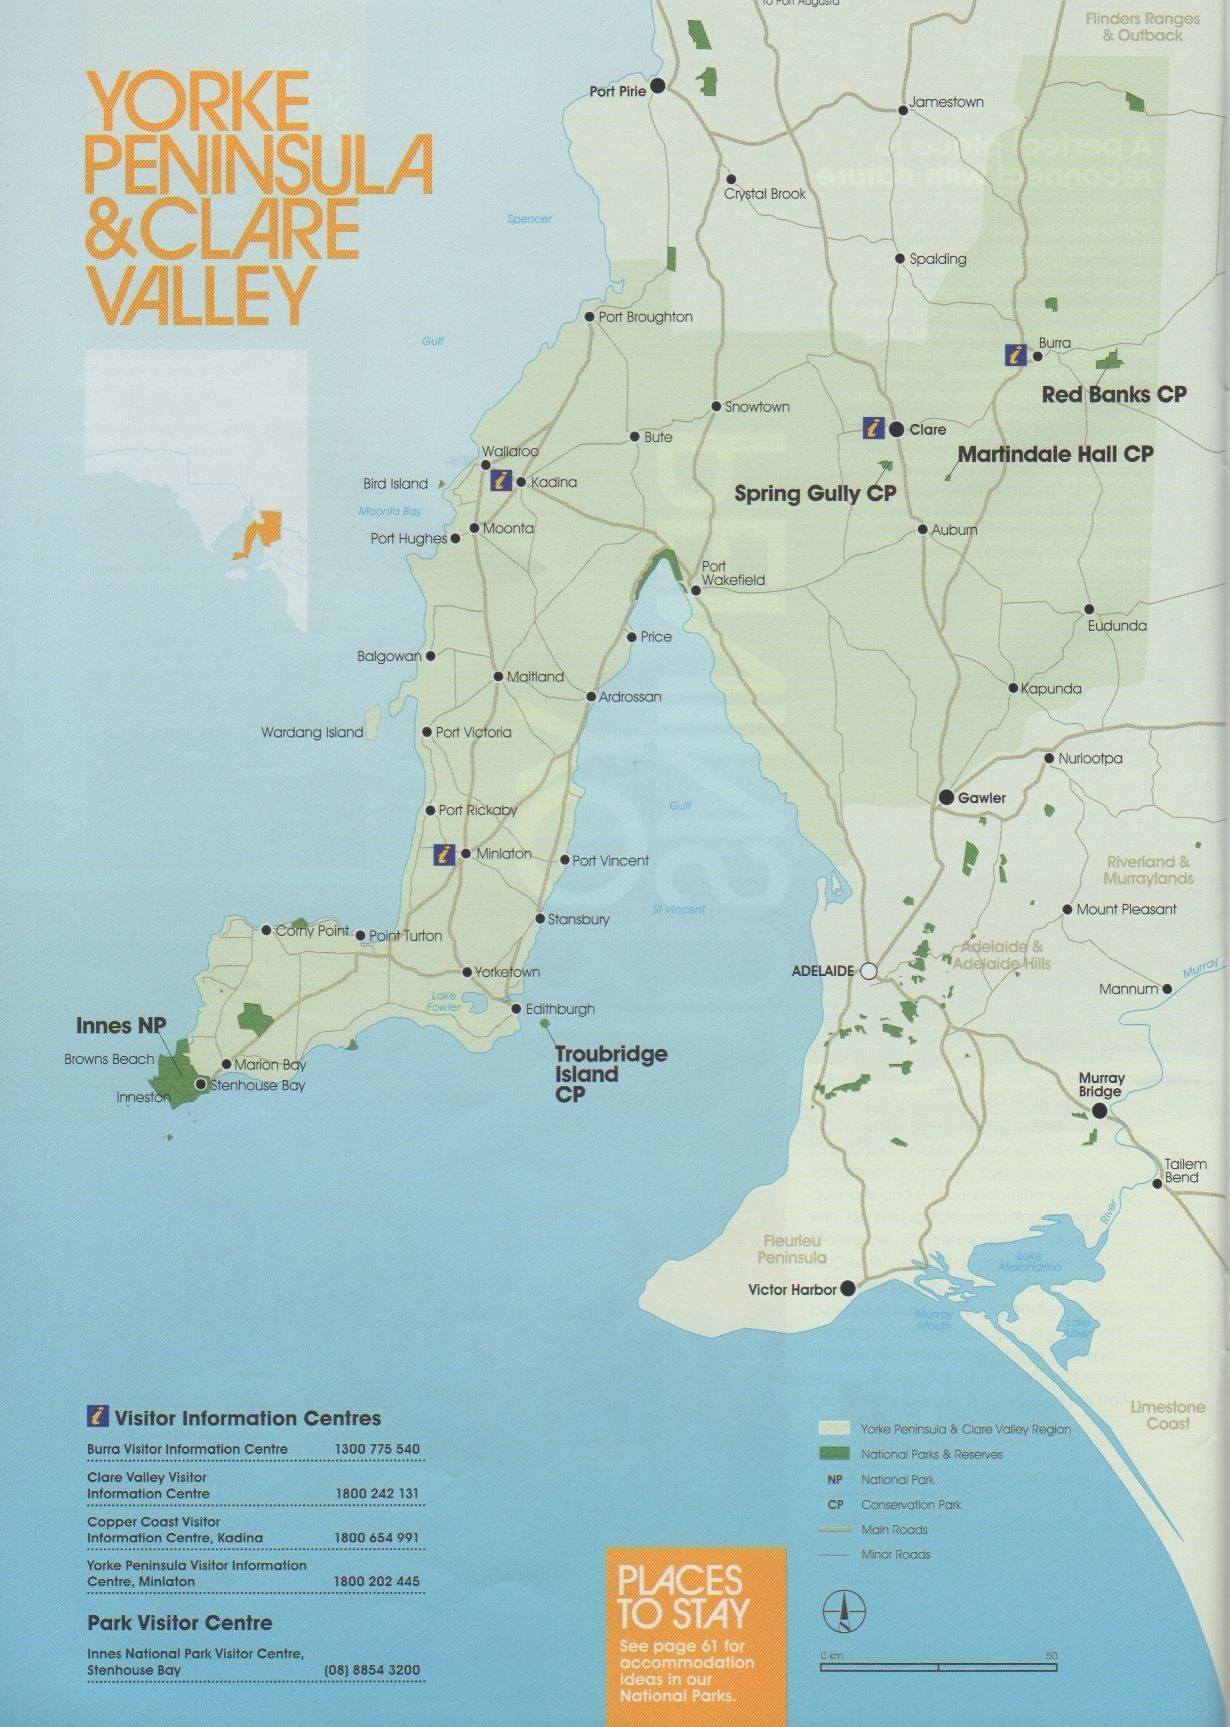 To Port Augusta
Flinders Ranges
& Outback
YORKE
PENINSULA
& CLARE
VALLEY
Port Pirie
Jamestown
Crystal Brook
Spencer
Spalding
Port Broughton
Gulf
Burra
Red Banks CP
Snowtown
Clare
Bute
Martindale Hall CP
Wallaroo
Bird Island
Kadina
Spring Gully CP
Moonta Bay
Moonta
Port Hughes
Auburn
Port
Wakefield
Eudunda
Price
Balgowan
Maitland
Kapunda
Ardrossan
Wardang Island
Port Victoria
Nuriootpa
Gawler
Gulf
Port Rickaby
Minlaton
Port Vincent
Riverland &
Murraylands
St Vincent
Mount Pleasant
Stansbury
Corny Point
Point Turton
Adelaide &
Adelaide Hills
ADELAIDE
Yorketown
Murray
Mannum
Lake
Fowler
Edithburgh
Innes NP
Browns Beach
Marion Bay
Stenhouse Bay
Inneston
Troubridge
Island
CP
Murray
Bridge
Tailem
Bend
River
Fleurieu
Peninsula
Lake
Alexandrina
Victor Harbor
Murray
Mouth
Lake
Albert
Limestone
Coast
i Visitor Information Centres
Burra Visitor Information Centre 1300 775 540
Clare Valley Visitor
Information Centre 1800 242 131
Copper Coast Visitor
Information Centre, Kadina 1800 654 991
Yorke Peninsula Visitor Information
Centre, Minlaton 1800 202 445
Park Visitor Centre
Innes National Park Visitor Centre,
Stenhouse Bay (08) 8854 3200
PLACES
TO STAY
See page 61 for
accommodation
ideas in our
National Parks.
Yorke Peninsula & Clare Valley Region
National Parks & Reserves
NP National Park
CP Conservation Park
Main Roads
Minor Roads
0 km 50